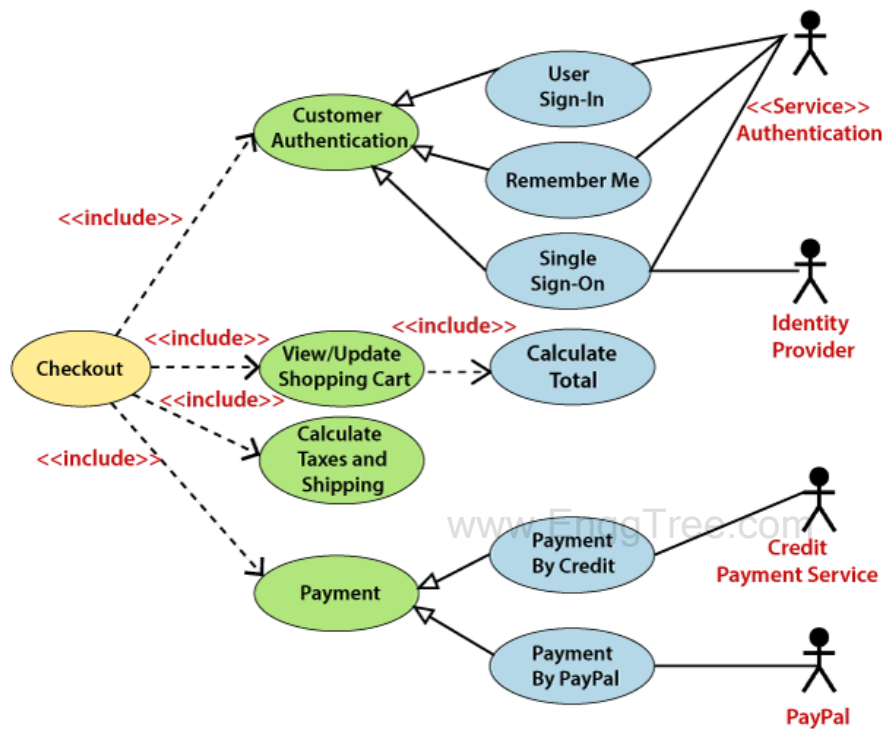 User
Sign-In
<<Service>>
Authentication
Customer
Authentication
Remember Me
<<include>>
Single
Sign-On
Identity
Provider
<<include>>
<<include>>
Checkout
View/Update
Shopping Cart
Calculate
Total
<<include>>
Calculate
Taxes and
Shipping
<<include>>
www.EnggTree.com
Payment
By Credit
Credit
Payment Service
Payment
Payment
By PayPal
PayPal